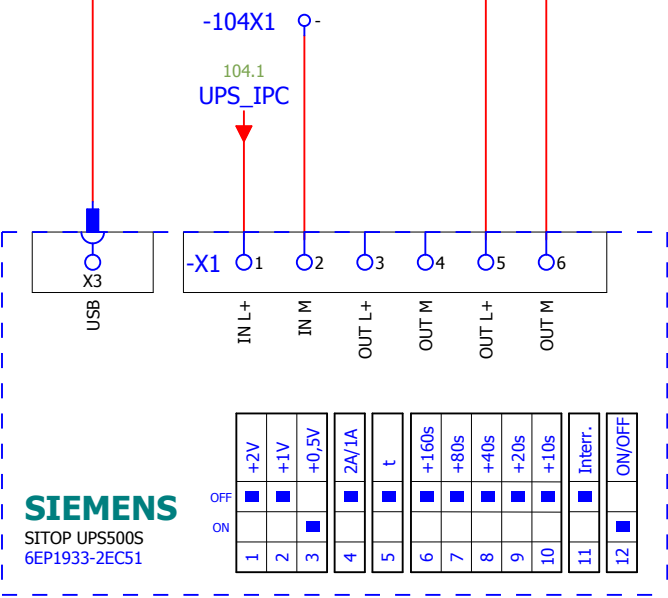 -104X1
-
104.1
UPS_IPC
-X1 1 2 3 4 5 6
X3
USB
IN L+
IN M
OUT L+
OUT M
OUT L+
OUT M
+2V
+1V
+0,5V
2A/1A
t
+160s
+80s
+40s
+20s
+10s
Interr.
ON/OFF
OFF
ON
SIEMENS
SITOP UPS500S
6EP1933-2EC51
1 2 3 4 5 6 7 8 9 10 11 12